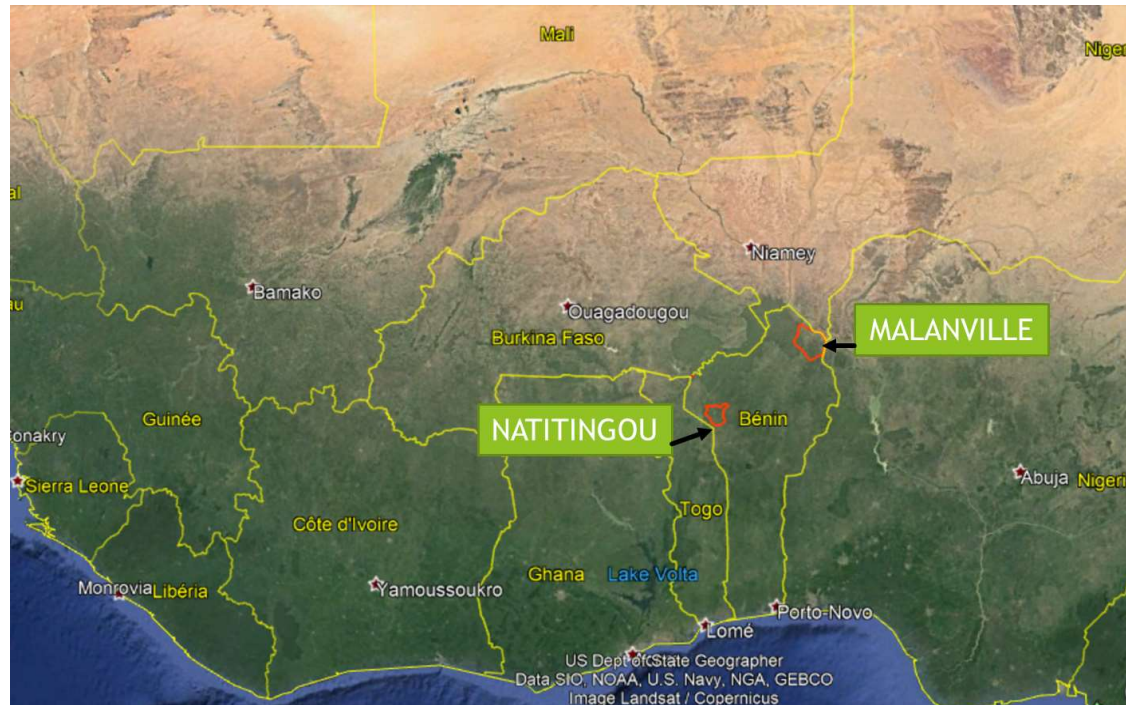 Mali
Niger
Niamey
Bamako
Ouagadougou
Burkina Faso
MALANVILLE
Guinée
NATITINGOU
Bénin
onakry
Sierra Leone
Abuja
Nigeri
Côte d'Ivoire
Togo
Ghana
Lake Volta
Monrovia
Libéria
Yamoussoukro
Porto-Novo
Lomé
US Dept of State Geographer
Data SIO, NOAA, U.S. Navy, NGA, GEBCO
Image Landsat / Copernicus